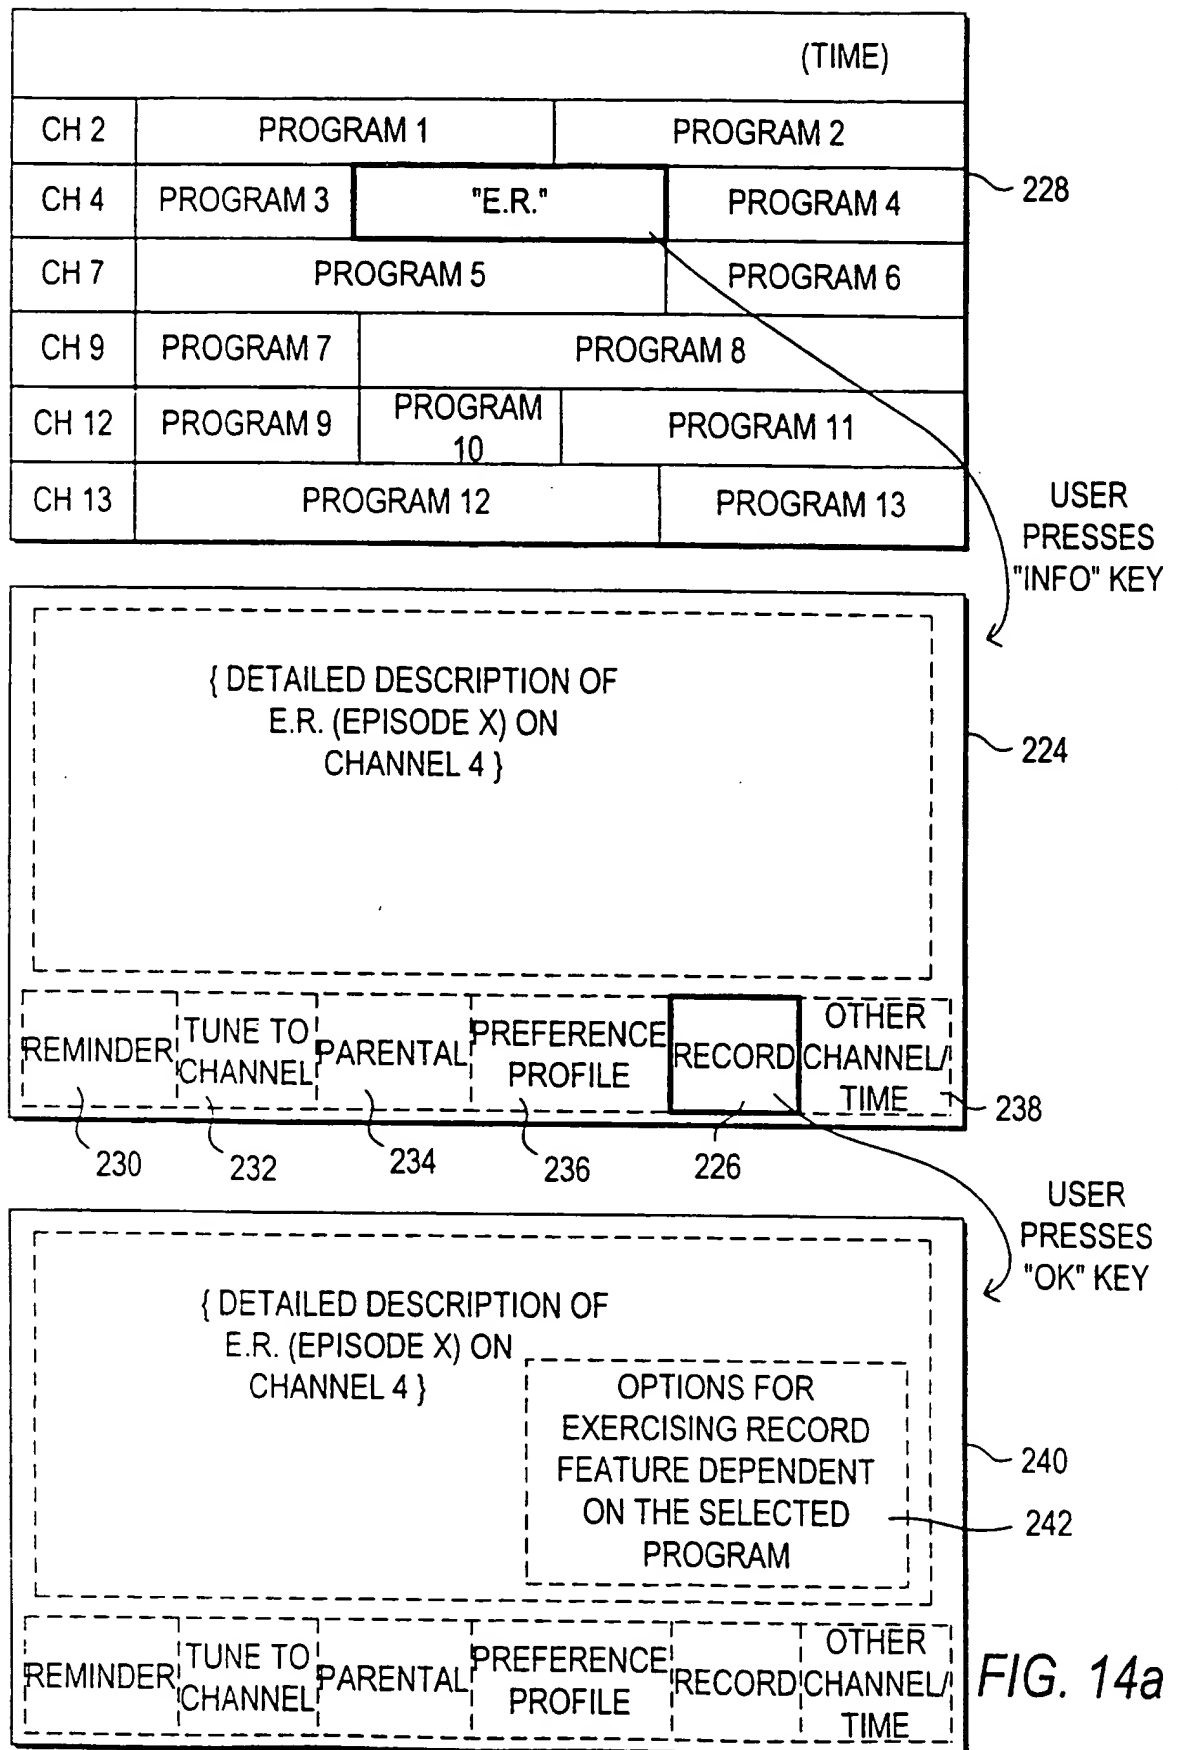 (TIME)
CH 2 PROGRAM 1 PROGRAM 2
CH 4 PROGRAM 3 "E.R." PROGRAM 4
228
CH 7 PROGRAM 5 PROGRAM 6
CH 9 PROGRAM 7 PROGRAM 8
CH 12 PROGRAM 9 PROGRAM 10 PROGRAM 11
CH 13 PROGRAM 12 PROGRAM 13
USER
PRESSES
"INFO" KEY
{ DETAILED DESCRIPTION OF
E.R. (EPISODE X) ON
CHANNEL 4 }
224
REMINDER
TUNE TO
CHANNEL
PARENTAL
PREFERENCE
PROFILE
RECORD
OTHER
CHANNEL/
TIME
238
230 232 234 236 226
USER
PRESSES
"OK" KEY
{ DETAILED DESCRIPTION OF
E.R. (EPISODE X) ON
CHANNEL 4 }
OPTIONS FOR
EXERCISING RECORD
FEATURE DEPENDENT
ON THE SELECTED
PROGRAM
240
242
REMINDER
TUNE TO
CHANNEL
PARENTAL
PREFERENCE
PROFILE
RECORD
OTHER
CHANNEL/
TIME
FIG. 14a